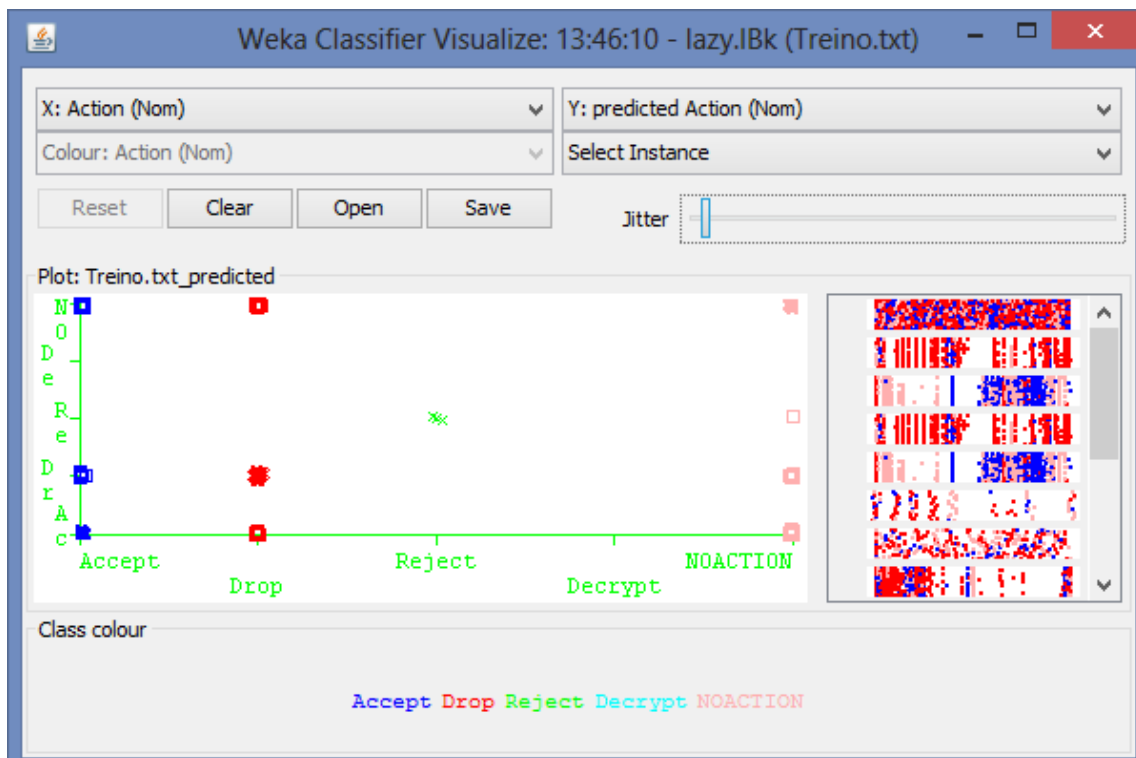 Weka Classifier Visualize: 13:46:10 - lazy.IBk (Treino.txt)
X: Action (Nom)
Y: predicted Action (Nom)
Colour: Action (Nom)
Select Instance
Reset
Clear
Open
Save
Jitter
Plot: Treino.txt_predicted
No
De
Re
Dr
Ac
Accept
Drop
Reject
Decrypt
NOACTION
Class colour
Accept Drop Reject Decrypt NOACTION